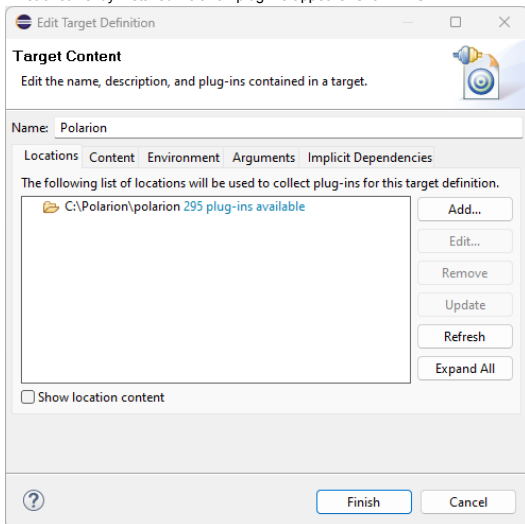 Edit Target Definition
Target Content
Edit the name, description, and plug-ins contained in a target.
Name: Polarion
Locations Content Environment Arguments Implicit Dependencies
The following list of locations will be used to collect plug-ins for this target definition.
C:\Polarion\polarion 295 plug-ins available
Add...
Edit...
Remove
Update
Refresh
Expand All
Show location content
Finish Cancel